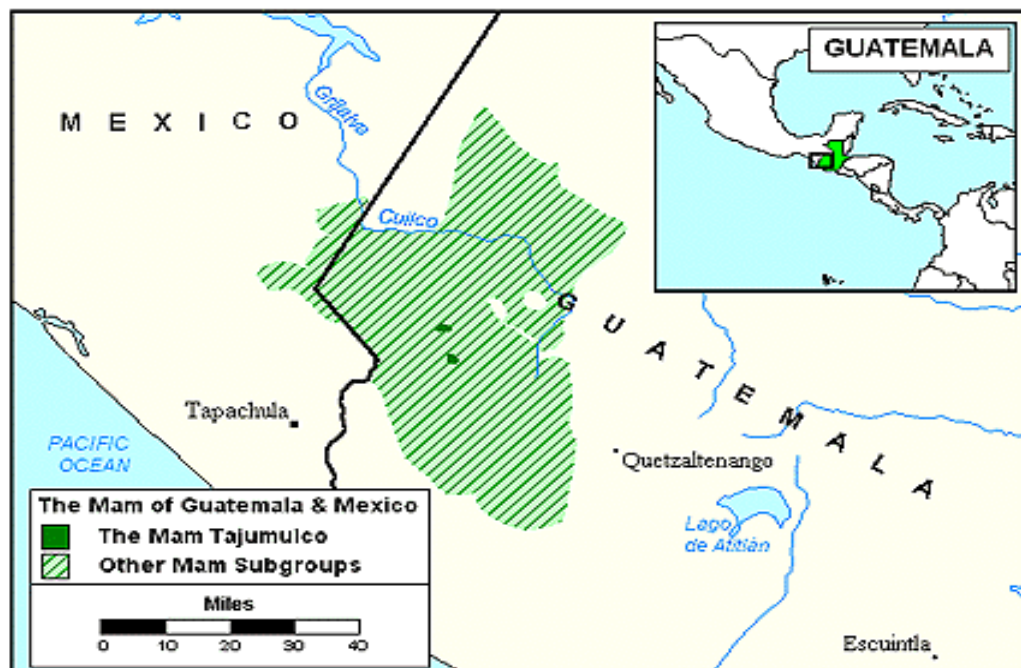 GUATEMALA
MEXICO
Grijalva
Cuilco
GUATEMALA
Tapachula
PACIFIC
OCEAN
Quetzaltenango
Lago
de Atitlán
Escuintla
The Mam of Guatemala & Mexico
The Mam Tajumulco
Other Mam Subgroups
Miles
0 10 20 30 40